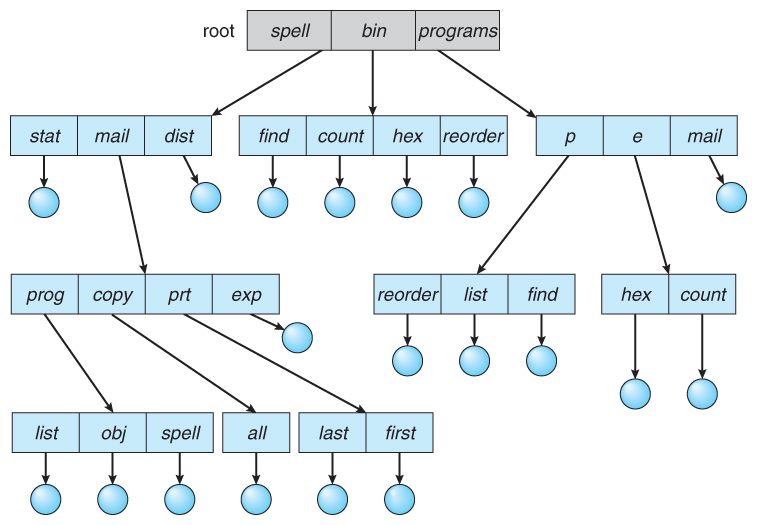 root spell bin programs
stat mail dist find count hex reorder p e mail
prog copy prt exp reorder list find hex count
list obj spell all last first